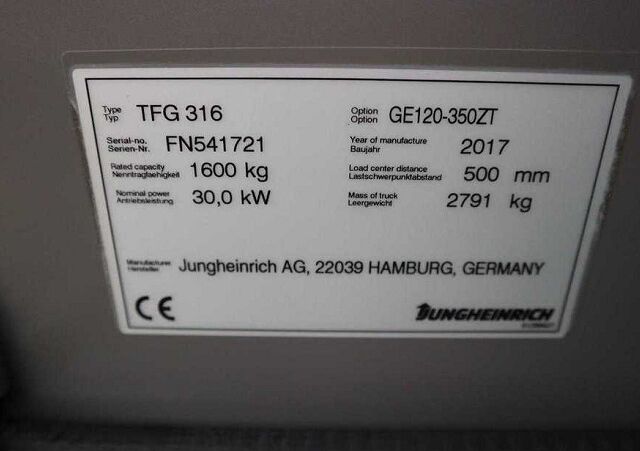 Type TFG 316 Option GE120-350ZT
Typ Option
Serial-no. FN541721 Year of manufacture 2017
Serien-Nr. Baujahr
Rated capacity 1600 kg Load center distance 500 mm
Nenntragfaehigkeit Lastschwerpunktabstand
Nominal power 30,0 kW Mass of truck 2791 kg
Antriebsleistung Leergewicht
Manufacturer Jungheinrich AG, 22039 HAMBURG, GERMANY
Hersteller
CE JUNGHEINRICH